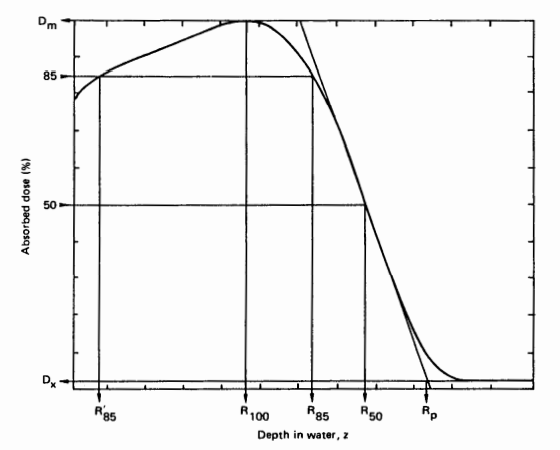 Dm
85
50
Dx
Absorbed dose (%)
R'85 R100 R85 R50 Rp
Depth in water, z